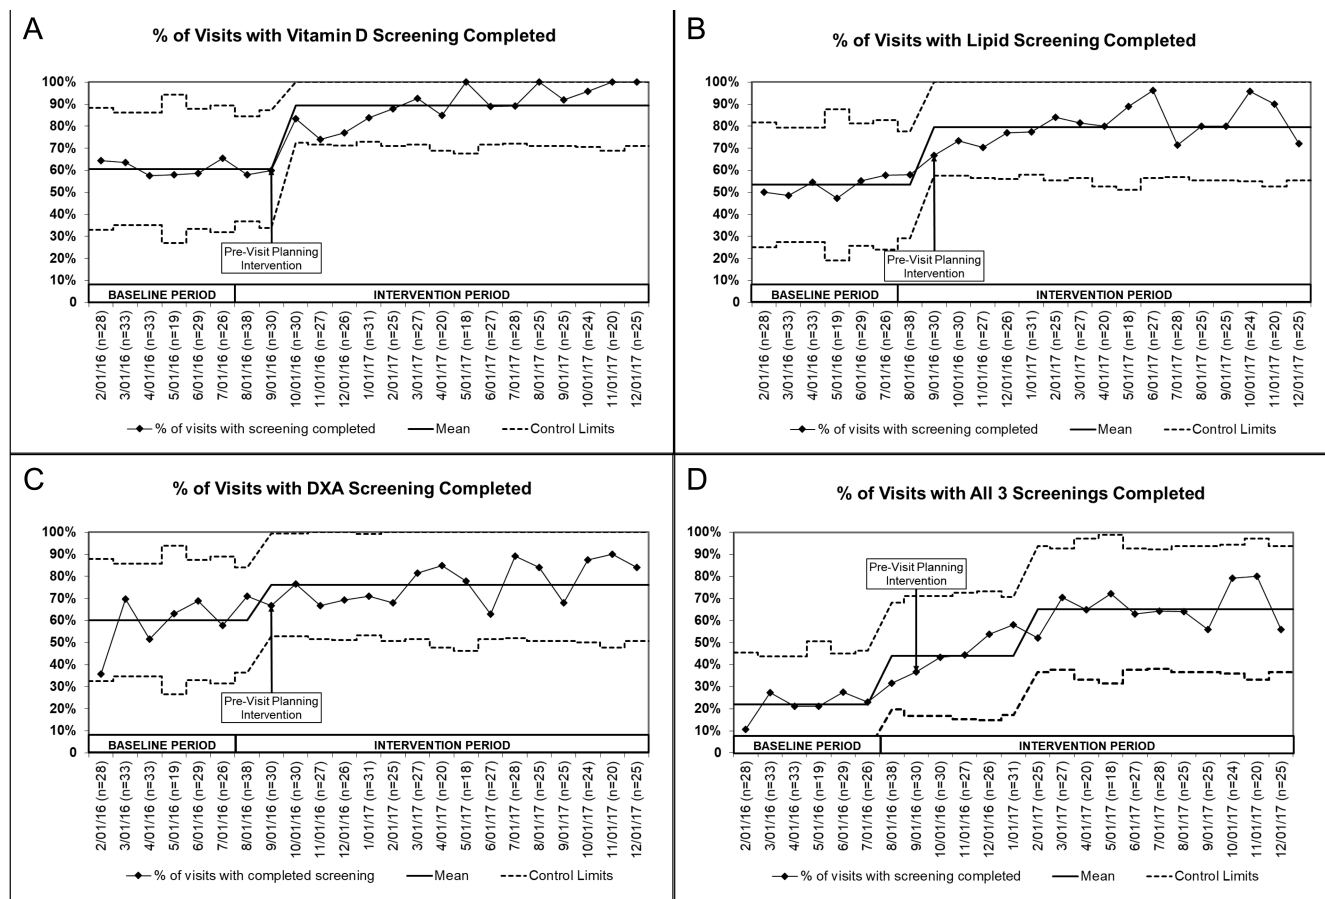 A
% of Visits with Vitamin D Screening Completed
100%
90%
80%
70%
60%
50%
40%
30%
20%
10%
0
Pre-Visit Planning
Intervention
BASELINE PERIOD
INTERVENTION PERIOD
2/01/16 (n=28)
3/01/16 (n=33)
4/01/16 (n=33)
5/01/16 (n=19)
6/01/16 (n=29)
7/01/16 (n=26)
8/01/16 (n=38)
9/01/16 (n=30)
10/01/16 (n=30)
11/01/16 (n=27)
12/01/16 (n=26)
1/01/17 (n=31)
2/01/17 (n=25)
3/01/17 (n=27)
4/01/17 (n=20)
5/01/17 (n=18)
6/01/17 (n=27)
7/01/17 (n=28)
8/01/17 (n=25)
9/01/17 (n=25)
10/01/17 (n=24)
11/01/17 (n=20)
12/01/17 (n=25)
% of visits with screening completed
Mean
Control Limits
B
% of Visits with Lipid Screening Completed
100%
90%
80%
70%
60%
50%
40%
30%
20%
10%
0
Pre-Visit Planning
Intervention
BASELINE PERIOD
INTERVENTION PERIOD
2/01/16 (n=28)
3/01/16 (n=33)
4/01/16 (n=33)
5/01/16 (n=19)
6/01/16 (n=29)
7/01/16 (n=26)
8/01/16 (n=38)
9/01/16 (n=30)
10/01/16 (n=30)
11/01/16 (n=27)
12/01/16 (n=26)
1/01/17 (n=31)
2/01/17 (n=25)
3/01/17 (n=27)
4/01/17 (n=20)
5/01/17 (n=18)
6/01/17 (n=27)
7/01/17 (n=28)
8/01/17 (n=25)
9/01/17 (n=25)
10/01/17 (n=24)
11/01/17 (n=20)
12/01/17 (n=25)
% of visits with screening completed
Mean
Control Limits
C
% of Visits with DXA Screening Completed
100%
90%
80%
70%
60%
50%
40%
30%
20%
10%
0
Pre-Visit Planning
Intervention
BASELINE PERIOD
INTERVENTION PERIOD
2/01/16 (n=28)
3/01/16 (n=33)
4/01/16 (n=33)
5/01/16 (n=19)
6/01/16 (n=29)
7/01/16 (n=26)
8/01/16 (n=38)
9/01/16 (n=30)
10/01/16 (n=30)
11/01/16 (n=27)
12/01/16 (n=26)
1/01/17 (n=31)
2/01/17 (n=25)
3/01/17 (n=27)
4/01/17 (n=20)
5/01/17 (n=18)
6/01/17 (n=27)
7/01/17 (n=28)
8/01/17 (n=25)
9/01/17 (n=25)
10/01/17 (n=24)
11/01/17 (n=20)
12/01/17 (n=25)
% of visits with completed screening
Mean
Control Limits
D
% of Visits with All 3 Screenings Completed
100%
90%
80%
70%
60%
50%
40%
30%
20%
10%
0
Pre-Visit Planning
Intervention
BASELINE PERIOD
INTERVENTION PERIOD
2/01/16 (n=28)
3/01/16 (n=33)
4/01/16 (n=33)
5/01/16 (n=19)
6/01/16 (n=29)
7/01/16 (n=26)
8/01/16 (n=38)
9/01/16 (n=30)
10/01/16 (n=30)
11/01/16 (n=27)
12/01/16 (n=26)
1/01/17 (n=31)
2/01/17 (n=25)
3/01/17 (n=27)
4/01/17 (n=20)
5/01/17 (n=18)
6/01/17 (n=27)
7/01/17 (n=28)
8/01/17 (n=25)
9/01/17 (n=25)
10/01/17 (n=24)
11/01/17 (n=20)
12/01/17 (n=25)
% of visits with screening completed
Mean
Control Limits